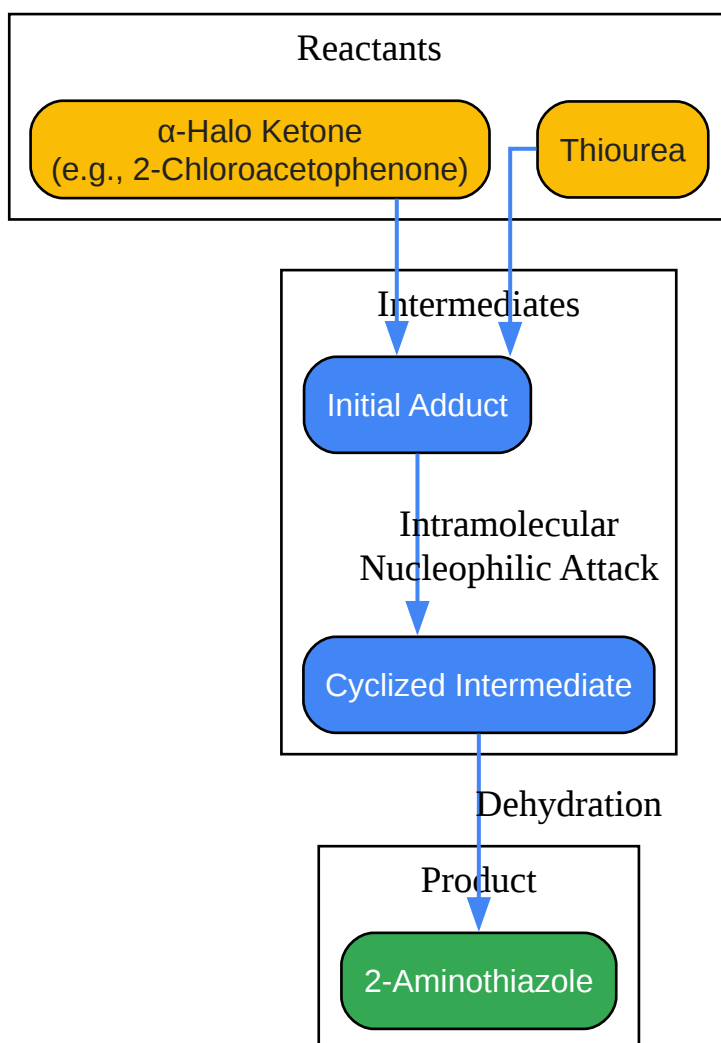 Reactants
α-Halo Ketone
(e.g., 2-Chloroacetophenone)
Thiourea
Intermediates
Initial Adduct
Intramolecular
Nucleophilic Attack
Cyclized Intermediate
Dehydration
Product
2-Aminothiazole